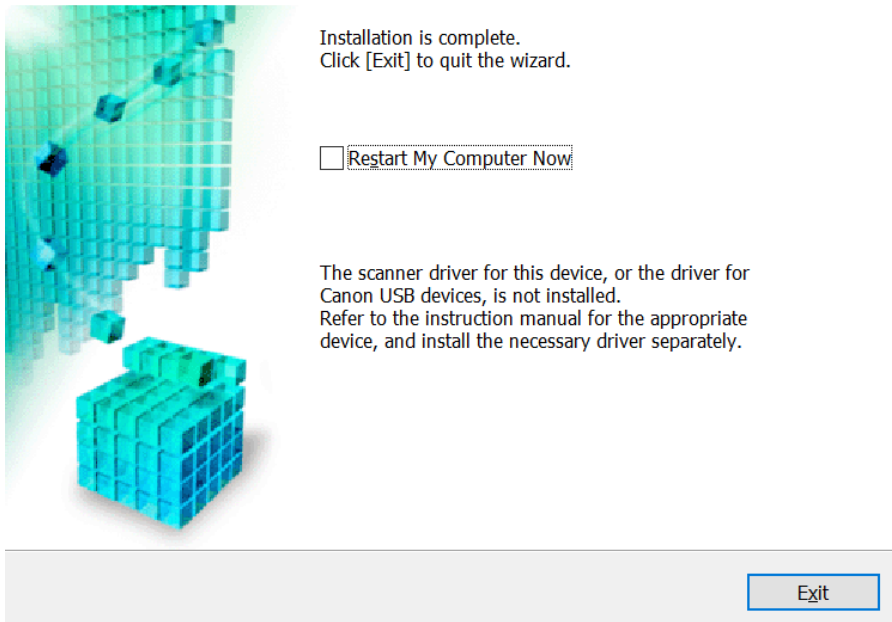 Installation is complete.
Click [Exit] to quit the wizard.
Restart My Computer Now
The scanner driver for this device, or the driver for
Canon USB devices, is not installed.
Refer to the instruction manual for the appropriate
device, and install the necessary driver separately.
Exit